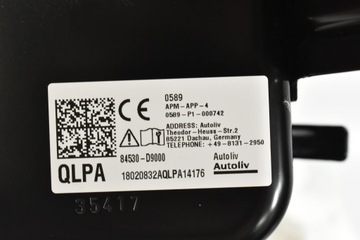 CE 0589
APM-APP-4
0589-P1-000742
ADDRESS: Autoliv
Theodor-Heuss-Str.2
85221 Dachau, Germany
TELEPHONE: +49-8131-2950
84530-D9000
Autoliv
QLPA
18020832AQLPA14176
Autoliv
35417